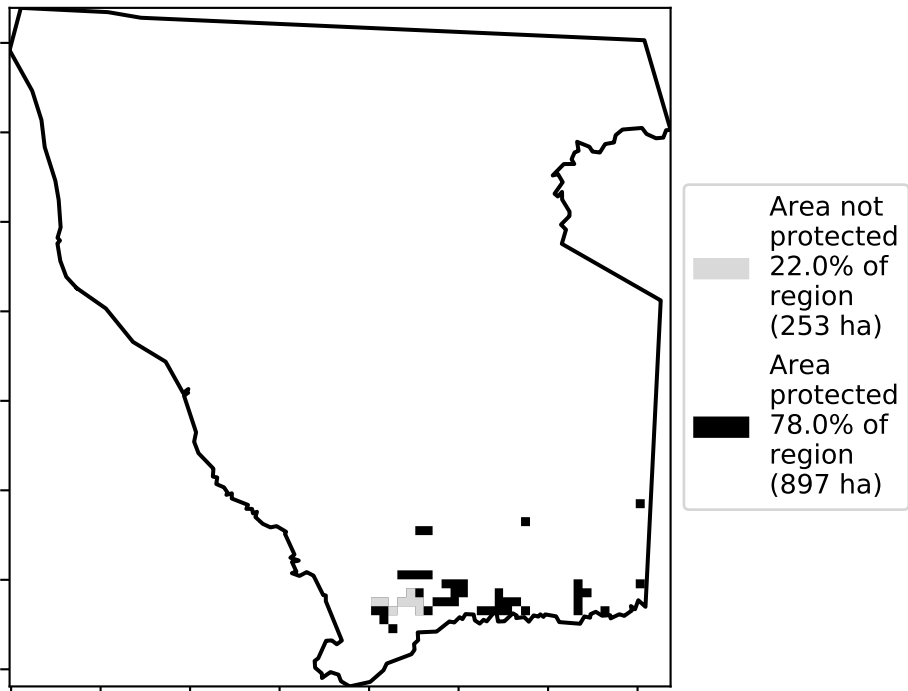 Area not
protected
22.0% of
region
(253 ha)
Area
protected
78.0% of
region
(897 ha)